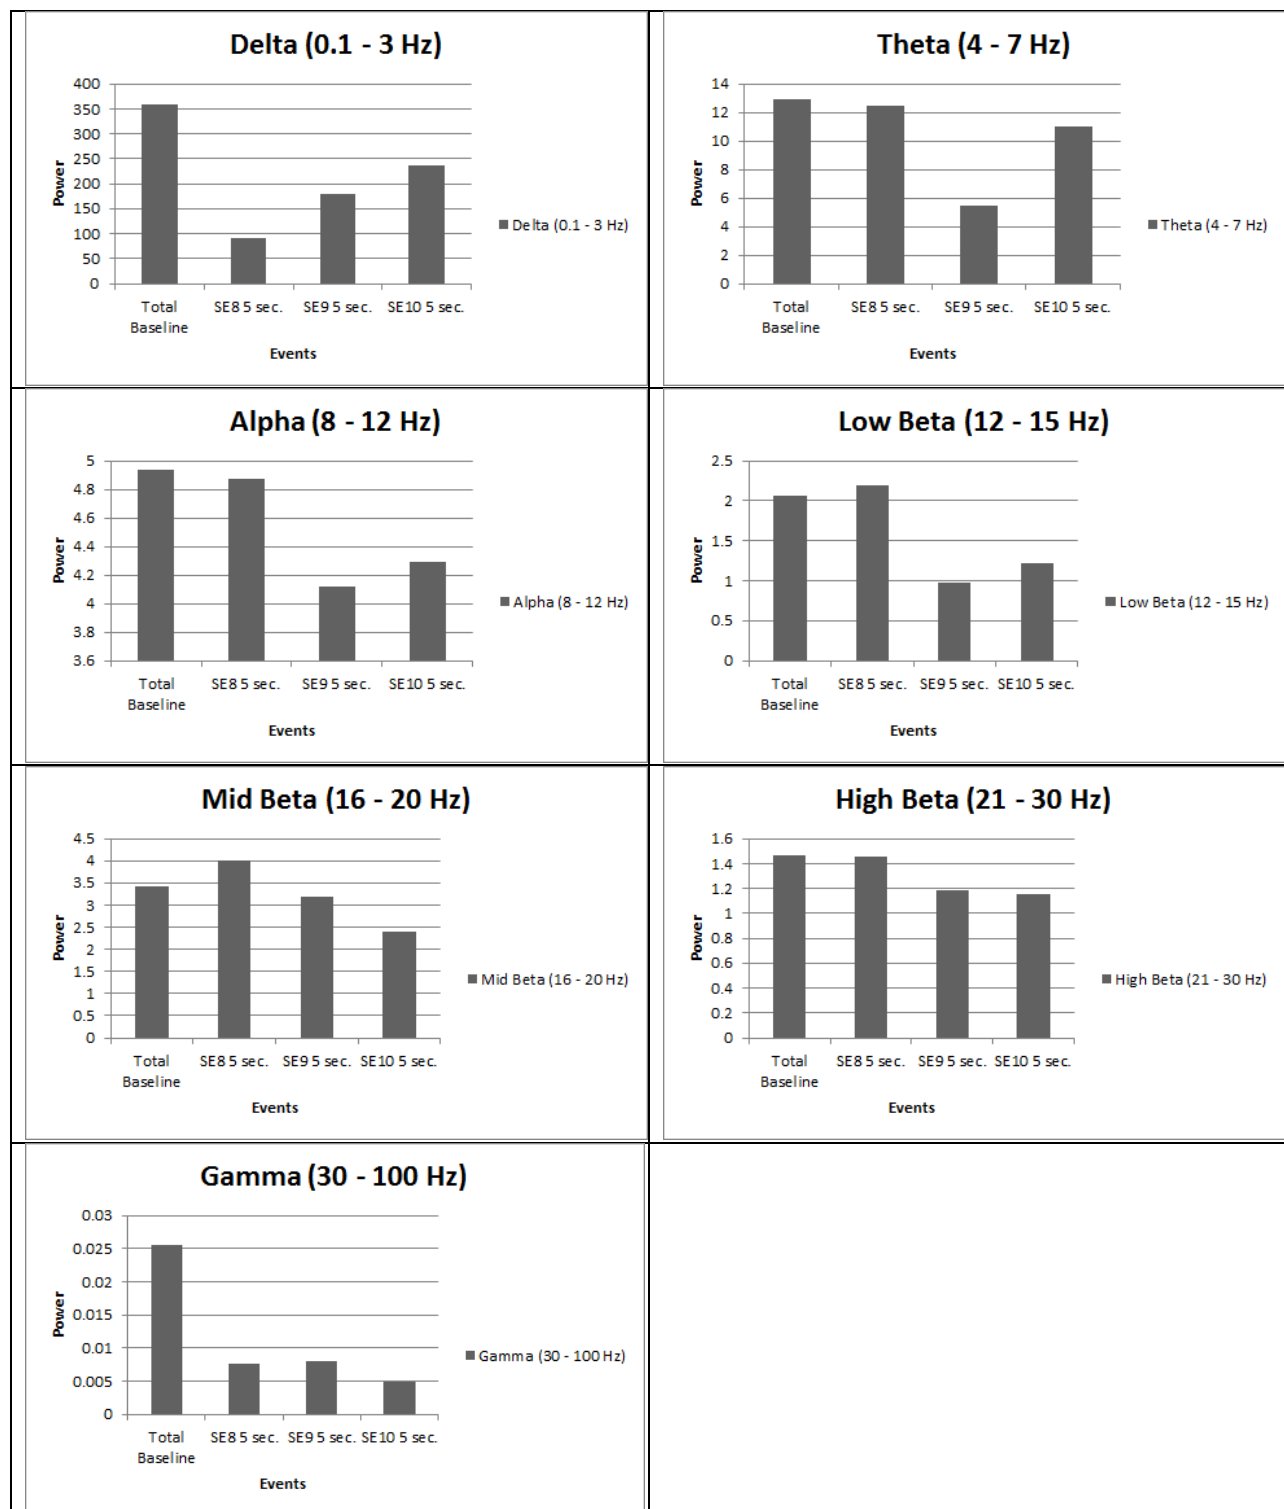 Delta (0.1 - 3 Hz)
400
350
300
250
200
150
100
50
0
Power
Total Baseline
SE8 5 sec.
SE9 5 sec.
SE10 5 sec.
Events
Delta (0.1 - 3 Hz)
Theta (4 - 7 Hz)
14
12
10
8
6
4
2
0
Power
Total Baseline
SE8 5 sec.
SE9 5 sec.
SE10 5 sec.
Events
Theta (4 - 7 Hz)
Alpha (8 - 12 Hz)
5
4.8
4.6
4.4
4.2
4
3.8
3.6
Power
Total Baseline
SE8 5 sec.
SE9 5 sec.
SE10 5 sec.
Events
Alpha (8 - 12 Hz)
Low Beta (12 - 15 Hz)
2.5
2
1.5
1
0.5
0
Power
Total Baseline
SE8 5 sec.
SE9 5 sec.
SE10 5 sec.
Events
Low Beta (12 - 15 Hz)
Mid Beta (16 - 20 Hz)
4.5
4
3.5
3
2.5
2
1.5
1
0.5
0
Power
Total Baseline
SE8 5 sec.
SE9 5 sec.
SE10 5 sec.
Events
Mid Beta (16 - 20 Hz)
High Beta (21 - 30 Hz)
1.6
1.4
1.2
1
0.8
0.6
0.4
0.2
0
Power
Total Baseline
SE8 5 sec.
SE9 5 sec.
SE10 5 sec.
Events
High Beta (21 - 30 Hz)
Gamma (30 - 100 Hz)
0.03
0.025
0.02
0.015
0.01
0.005
0
Power
Total Baseline
SE8 5 sec.
SE9 5 sec.
SE10 5 sec.
Events
Gamma (30 - 100 Hz)